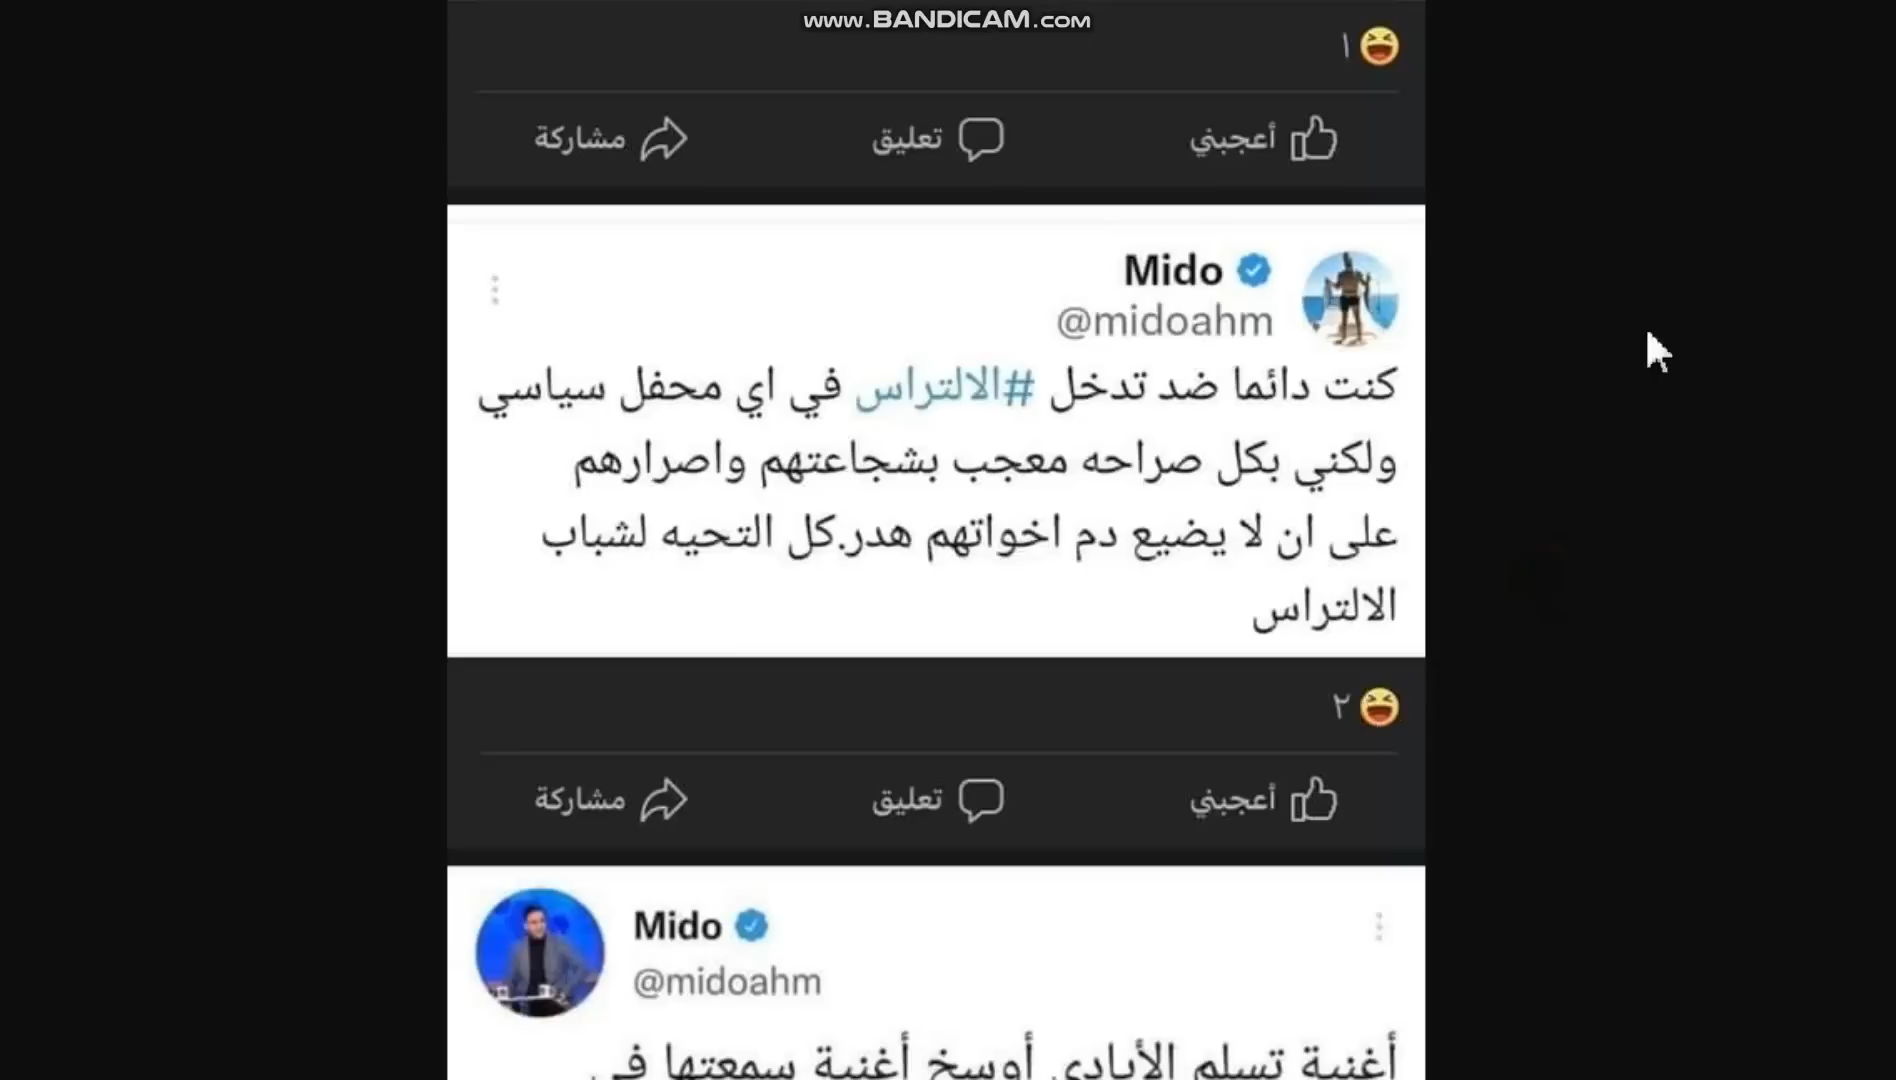 www.BANDICAM.com
١
أعجبني
تعليق
مشاركة
Mido
@midoahm
كنت دائما ضد تدخل #الالتراس في اي محفل سياسي
ولكني بكل صراحه معجب بشجاعتهم واصرارهم
على ان لا يضيع دم اخواتهم هدر.كل التحيه لشباب
الالتراس
٢
أعجبني
تعليق
مشاركة
Mido
@midoahm
أغنية تسلم الأيادي أوسخ أغنية سمعتها في